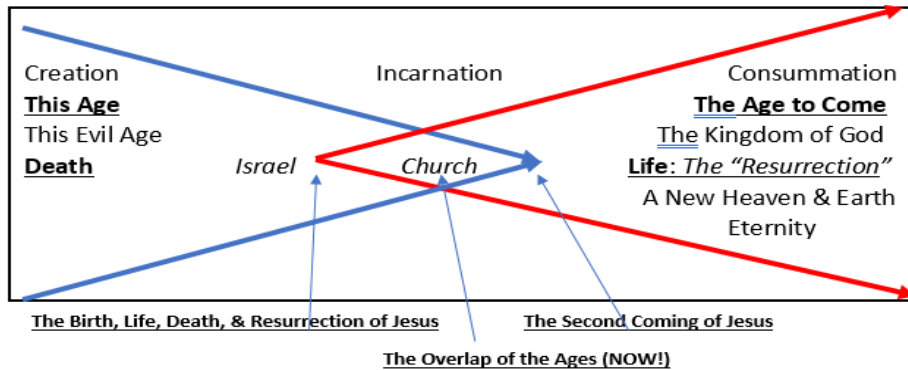 Creation
This Age
This Evil Age
Death
Incarnation
Consummation
The Age to Come
The Kingdom of God
Life: The “Resurrection”
A New Heaven & Earth
Eternity
Israel
Church
The Birth, Life, Death, & Resurrection of Jesus
The Second Coming of Jesus
The Overlap of the Ages (NOW!)